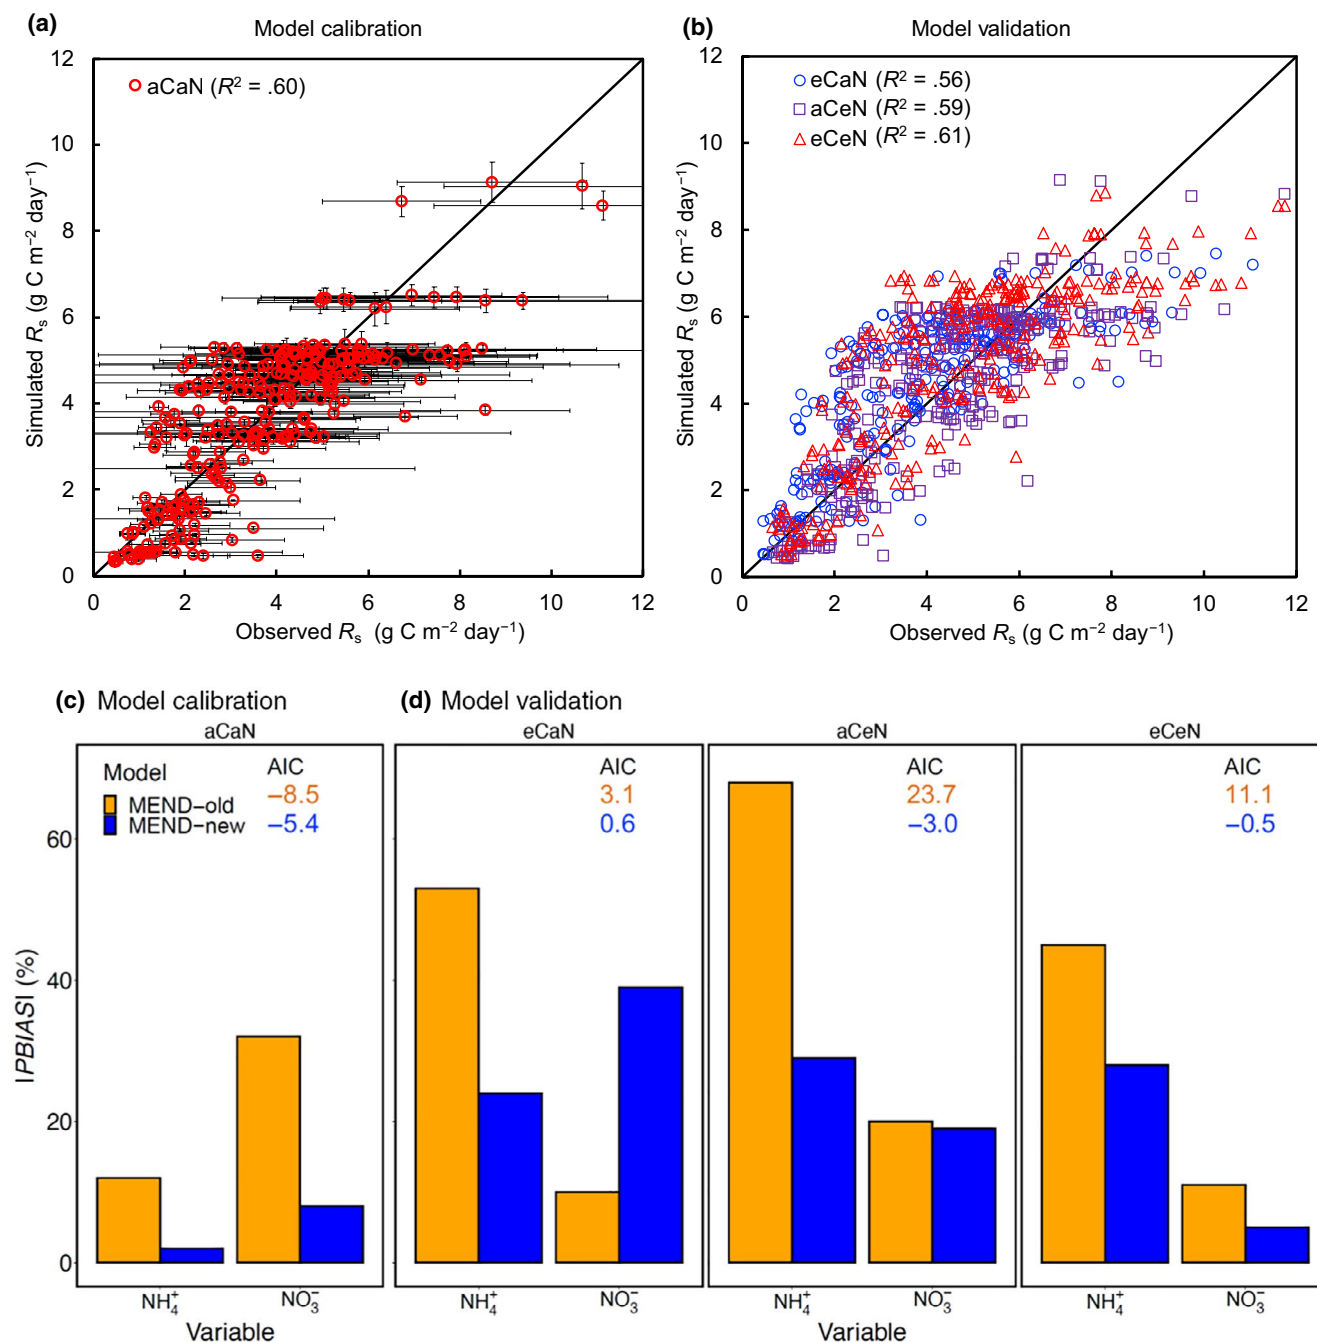 (a)
Model calibration
12
10
8
6
4
2
0
Simulated Rs (g C m−2 day−1)
aCaN (R2 = .60)
0 2 4 6 8 10 12
Observed Rs (g C m−2 day−1)
(b)
Model validation
12
10
8
6
4
2
0
Simulated Rs (g C m−2 day−1)
eCaN (R2 = .56)
aCeN (R2 = .59)
eCeN (R2 = .61)
0 2 4 6 8 10 12
Observed Rs (g C m−2 day−1)
(c) Model calibration
aCaN
Model
MEND−old
MEND−new
AIC
−8.5
−5.4
|PBIAS| (%)
60
40
20
0
NH4+ NO3−
Variable
(d) Model validation
eCaN
AIC
3.1
0.6
NH4+ NO3−
aCeN
AIC
23.7
−3.0
NH4+ NO3−
eCeN
AIC
11.1
−0.5
NH4+ NO3−
Variable